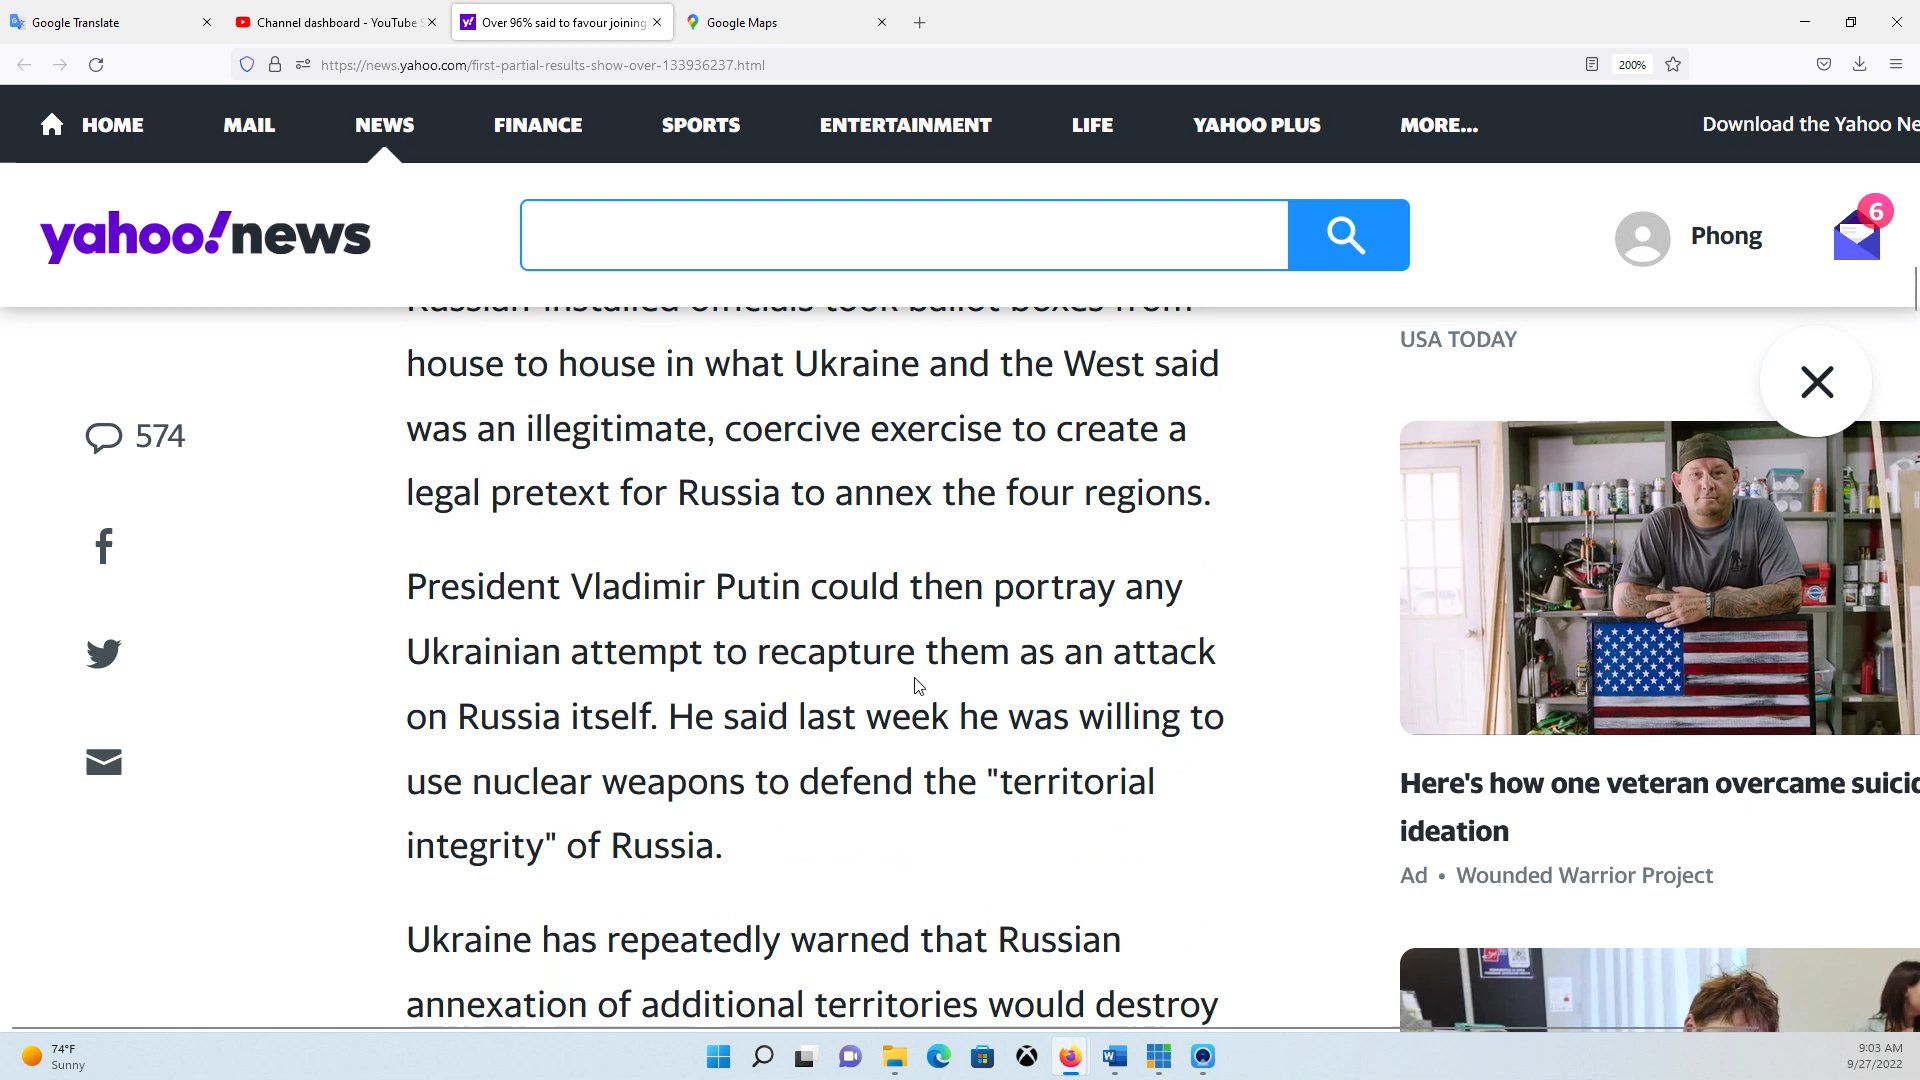 Google Translate
Channel dashboard - YouTube S
Over 96% said to favour joining
Google Maps
https://news.yahoo.com/first-partial-results-show-over-133936237.html
200%
HOME
MAIL
NEWS
FINANCE
SPORTS
ENTERTAINMENT
LIFE
YAHOO PLUS
MORE...
Download the Yahoo Ne
yahoo!news
Phong
6
574
Russian-installed officials took ballot boxes from
house to house in what Ukraine and the West said
was an illegitimate, coercive exercise to create a
legal pretext for Russia to annex the four regions.
President Vladimir Putin could then portray any
Ukrainian attempt to recapture them as an attack
on Russia itself. He said last week he was willing to
use nuclear weapons to defend the "territorial
integrity" of Russia.
Ukraine has repeatedly warned that Russian
annexation of additional territories would destroy
USA TODAY
Here's how one veteran overcame suicid
ideation
Ad • Wounded Warrior Project
74°F
Sunny
9:03 AM
9/27/2022